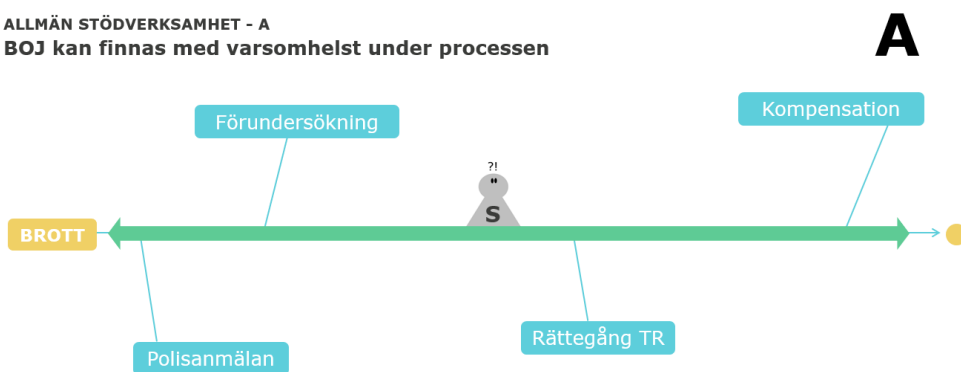 ALLMÄN STÖDVERKSAMHET - A
BOJ kan finnas med varsomhelst under processen
A
Kompensation
Förundersökning
?!
S
BROTT
Rättegång TR
Polisanmälan